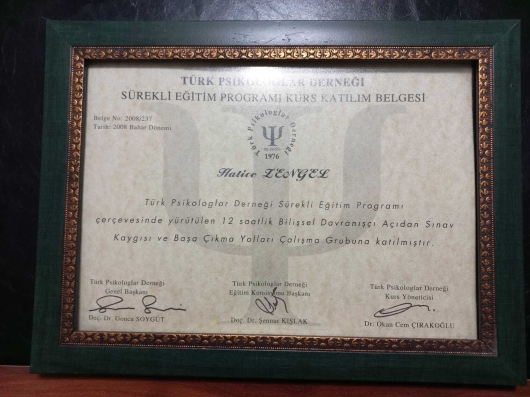 TÜRK PSİKOLOGLAR DERNEĞİ
SÜREKLİ EĞİTİM PROGRAMI KURS KATILIM BELGESİ
Belge No: 2008/237
Tarih: 2008 Bahar Dönemi
Türk Psikologlar Derneği
1976
Hatice ZENGEL
Türk Psikologlar Derneği Sürekli Eğitim Programı
çerçevesinde yürütülen 12 saatlik Bilişsel Davranışçı Açıdan Sınav
Kaygısı ve Başa Çıkma Yolları Çalışma Grubuna katılmıştır.
Türk Psikologlar Derneği
Genel Başkanı
Doç. Dr. Gonca SOYGÜT
Türk Psikologlar Derneği
Eğitim Komisyonu Başkanı
Doç. Dr. Şennur KIŞLAK
Türk Psikologlar Derneği
Kurs Yöneticisi
Dr. Okan Cem ÇIRAKOĞLU